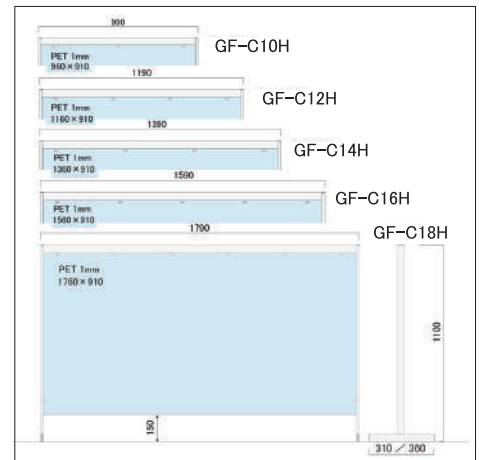 990
GF-C10H
PET 1mm
960×910
1190
GF-C12H
PET 1mm
1160×910
1390
GF-C14H
PET 1mm
1360×910
1590
GF-C16H
PET 1mm
1560×910
1790
GF-C18H
PET 1mm
1760×910
1100
150
310 / 360